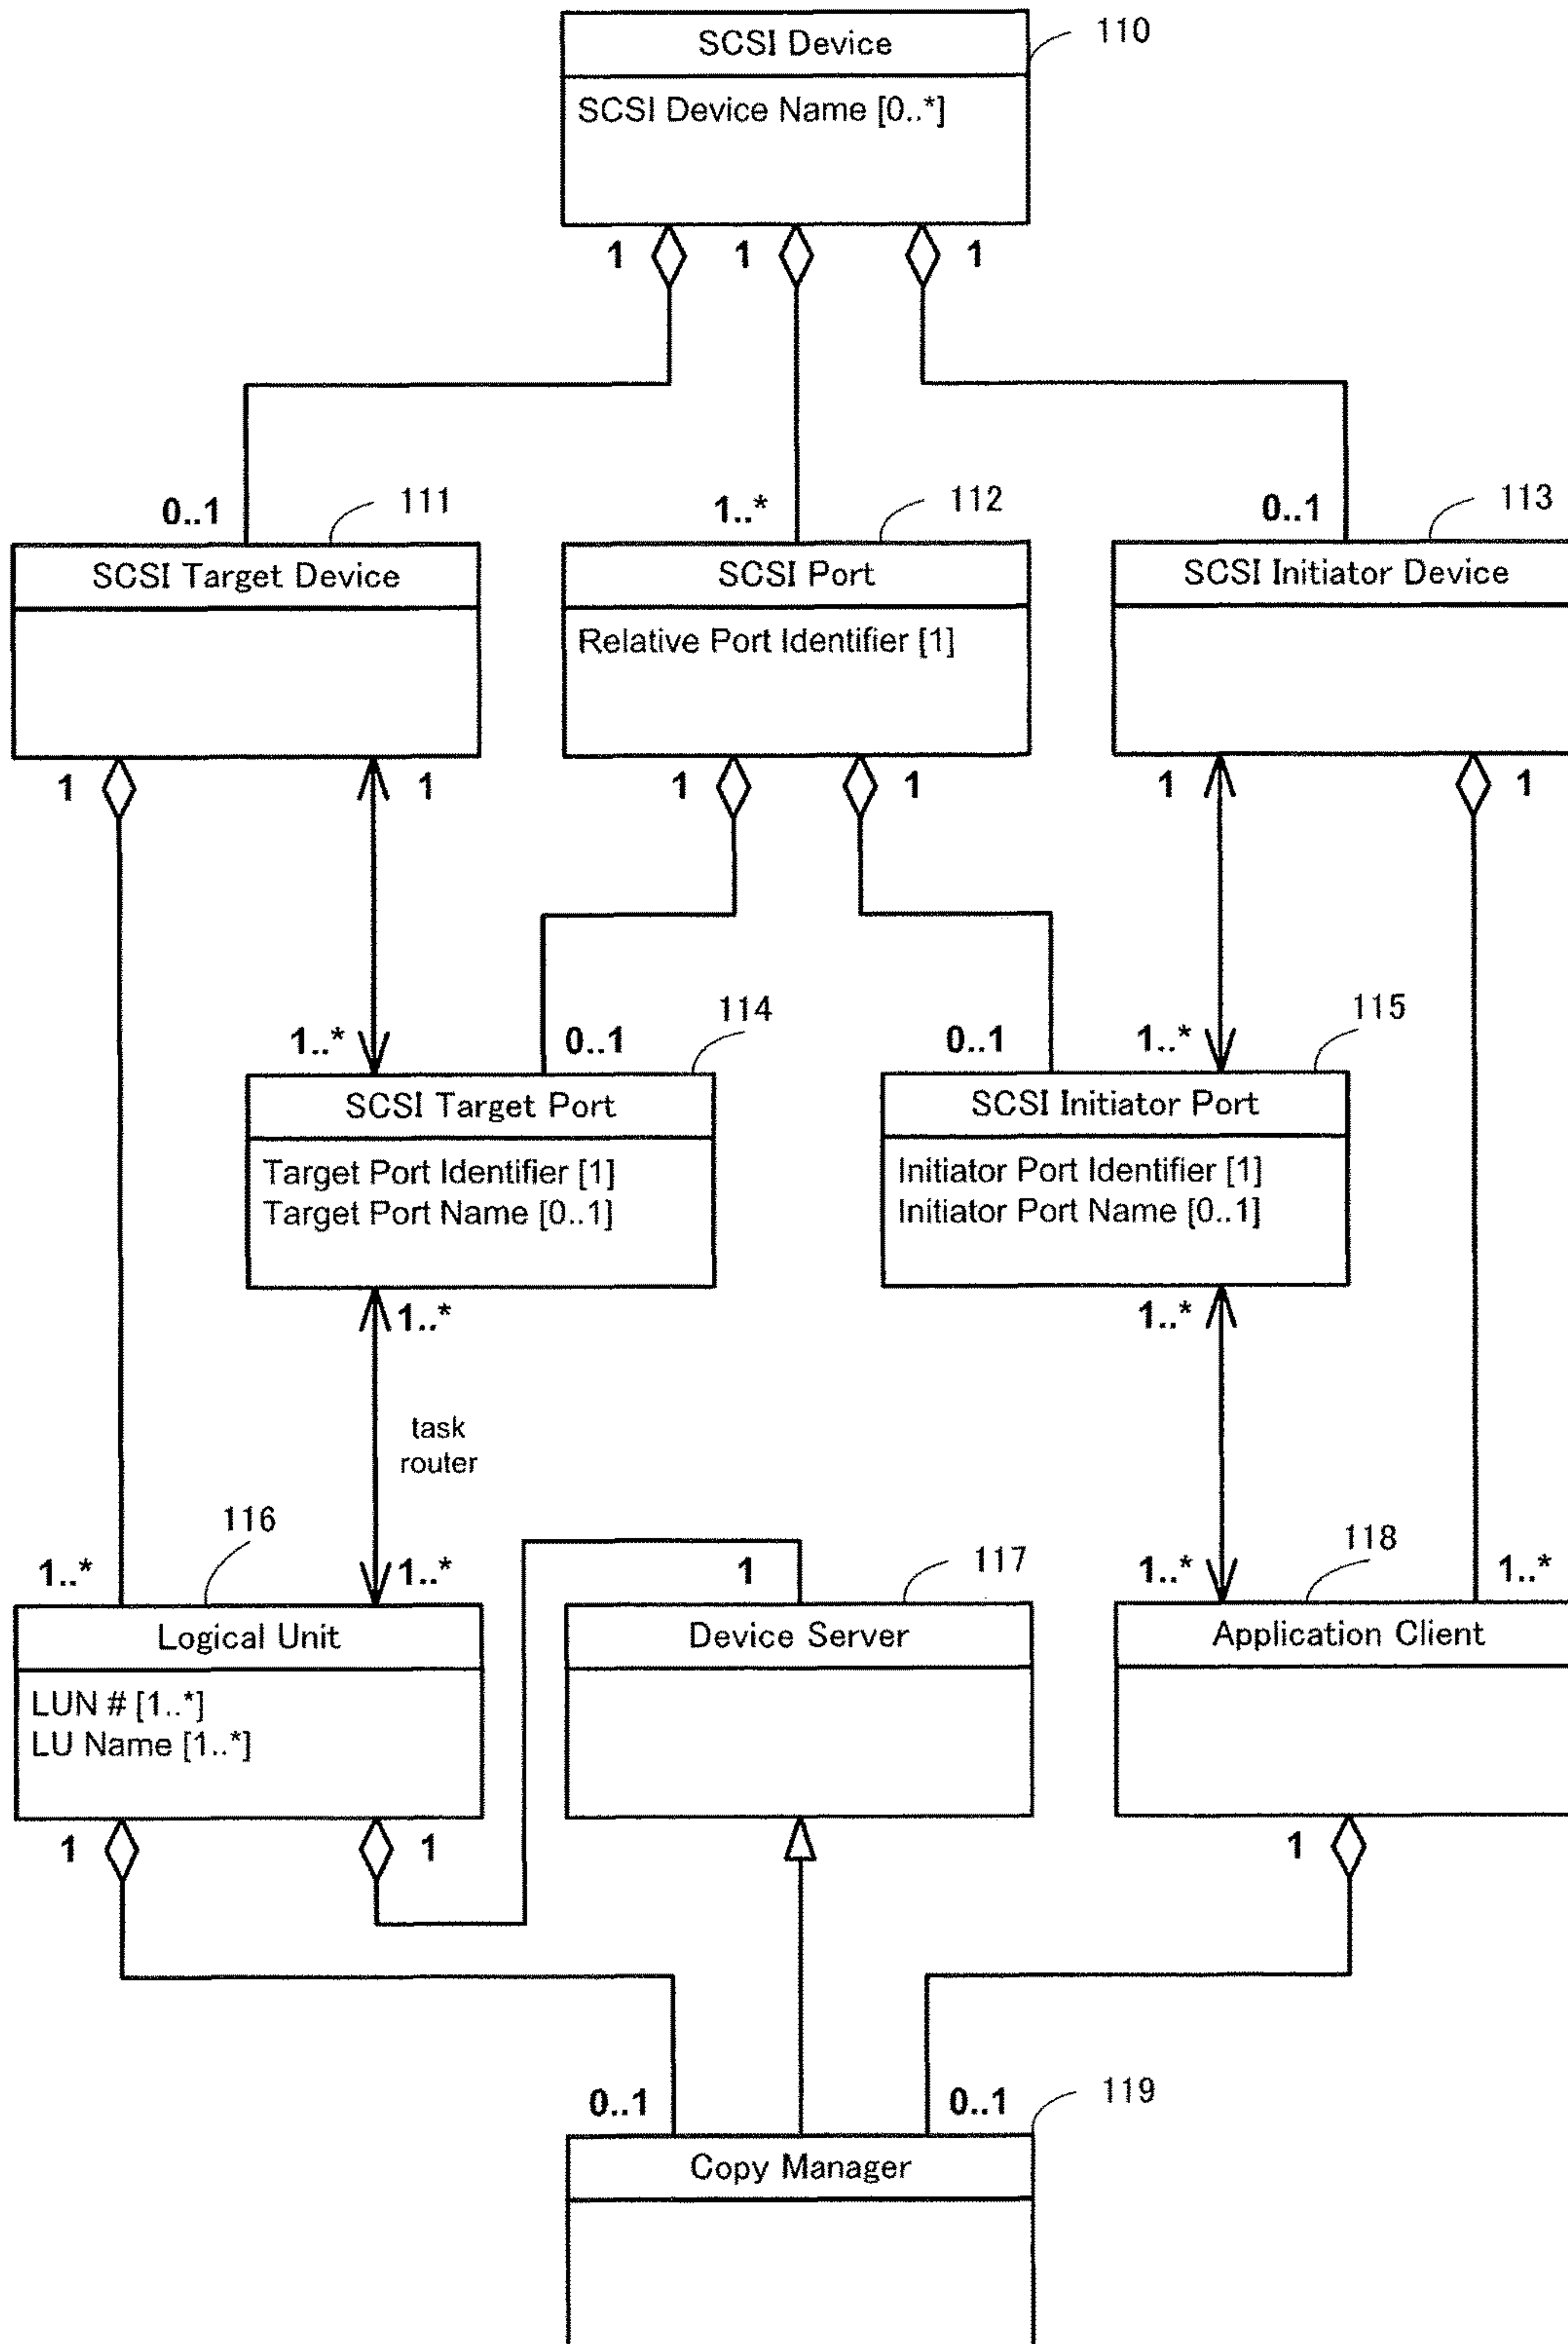 SCSI Device
110
SCSI Device Name [0..*]
1
1
1
0..1
111
1..*
112
0..1
113
SCSI Target Device
SCSI Port
SCSI Initiator Device
Relative Port Identifier [1]
1
1
1
1
1
1
1..*
0..1
114
0..1
1..*
115
SCSI Target Port
SCSI Initiator Port
Target Port Identifier [1]
Target Port Name [0..1]
Initiator Port Identifier [1]
Initiator Port Name [0..1]
1..*
1..*
task
router
1..*
116
1..*
1
117
1..*
118
1..*
Logical Unit
Device Server
Application Client
LUN # [1..*]
LU Name [1..*]
1
1
1
0..1
0..1
119
Copy Manager